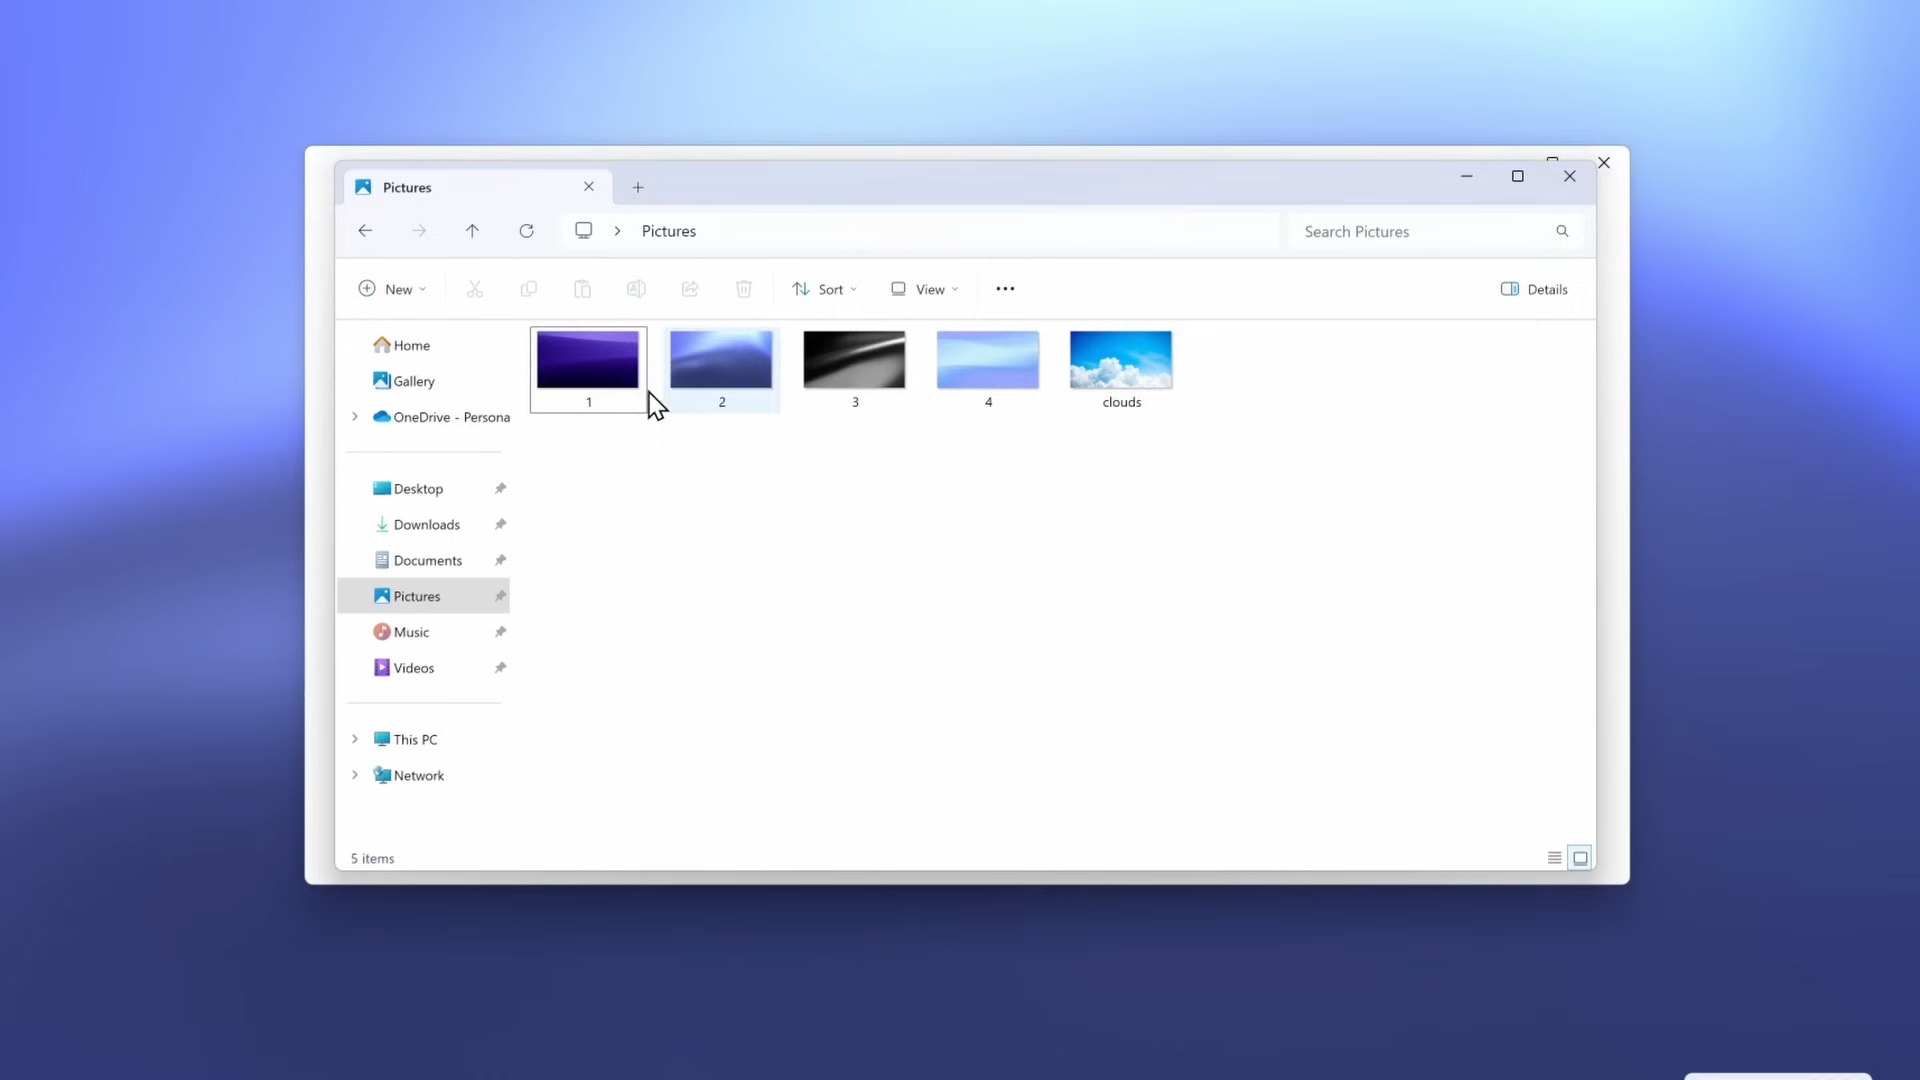 Pictures
Pictures
Search Pictures
New
Sort
View
Details
Home
Gallery
OneDrive - Persona
Desktop
Downloads
Documents
Pictures
Music
Videos
This PC
Network
1
2
3
4
clouds
5 items